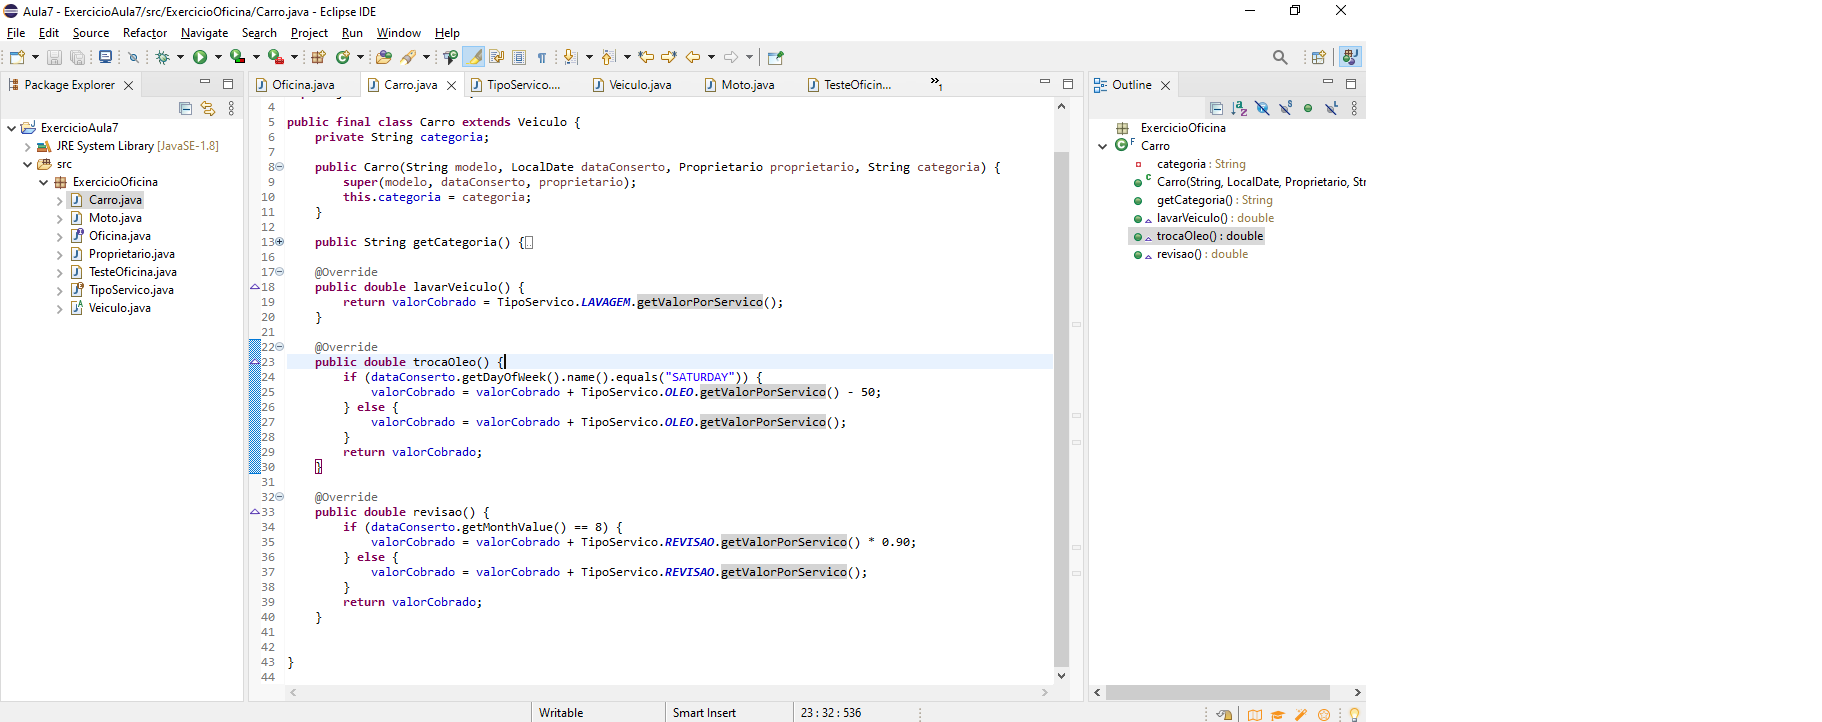 Aula7 - ExercicioAula7/src/ExercicioOficina/Carro.java - Eclipse IDE
File Edit Source Refactor Navigate Search Project Run Window Help
Package Explorer
ExercicioAula7
JRE System Library [JavaSE-1.8]
src
ExercicioOficina
Carro.java
Moto.java
Oficina.java
Proprietario.java
TesteOficina.java
TipoServico.java
Veiculo.java
Oficina.java Carro.java TipoServico.... Veiculo.java Moto.java TesteOficin... »1
4
5 public final class Carro extends Veiculo {
6 private String categoria;
7
8 public Carro(String modelo, LocalDate dataConserto, Proprietario proprietario, String categoria) {
9 super(modelo, dataConserto, proprietario);
10 this.categoria = categoria;
11 }
12
13 public String getCategoria() {
16
17 @Override
18 public double lavarVeiculo() {
19 return valorCobrado = TipoServico.LAVAGEM.getValorPorServico();
20 }
21
22 @Override
23 public double trocaOleo() {
24 if (dataConserto.getDayOfWeek().name().equals("SATURDAY")) {
25 valorCobrado = valorCobrado + TipoServico.OLEO.getValorPorServico() - 50;
26 } else {
27 valorCobrado = valorCobrado + TipoServico.OLEO.getValorPorServico();
28 }
29 return valorCobrado;
30 }
31
32 @Override
33 public double revisao() {
34 if (dataConserto.getMonthValue() == 8) {
35 valorCobrado = valorCobrado + TipoServico.REVISAO.getValorPorServico() * 0.90;
36 } else {
37 valorCobrado = valorCobrado + TipoServico.REVISAO.getValorPorServico();
38 }
39 return valorCobrado;
40 }
41
42
43 }
44
Outline
ExercicioOficina
Carro
categoria : String
Carro(String, LocalDate, Proprietario, Str
getCategoria() : String
lavarVeiculo() : double
trocaOleo() : double
revisao() : double
Writable Smart Insert 23 : 32 : 536